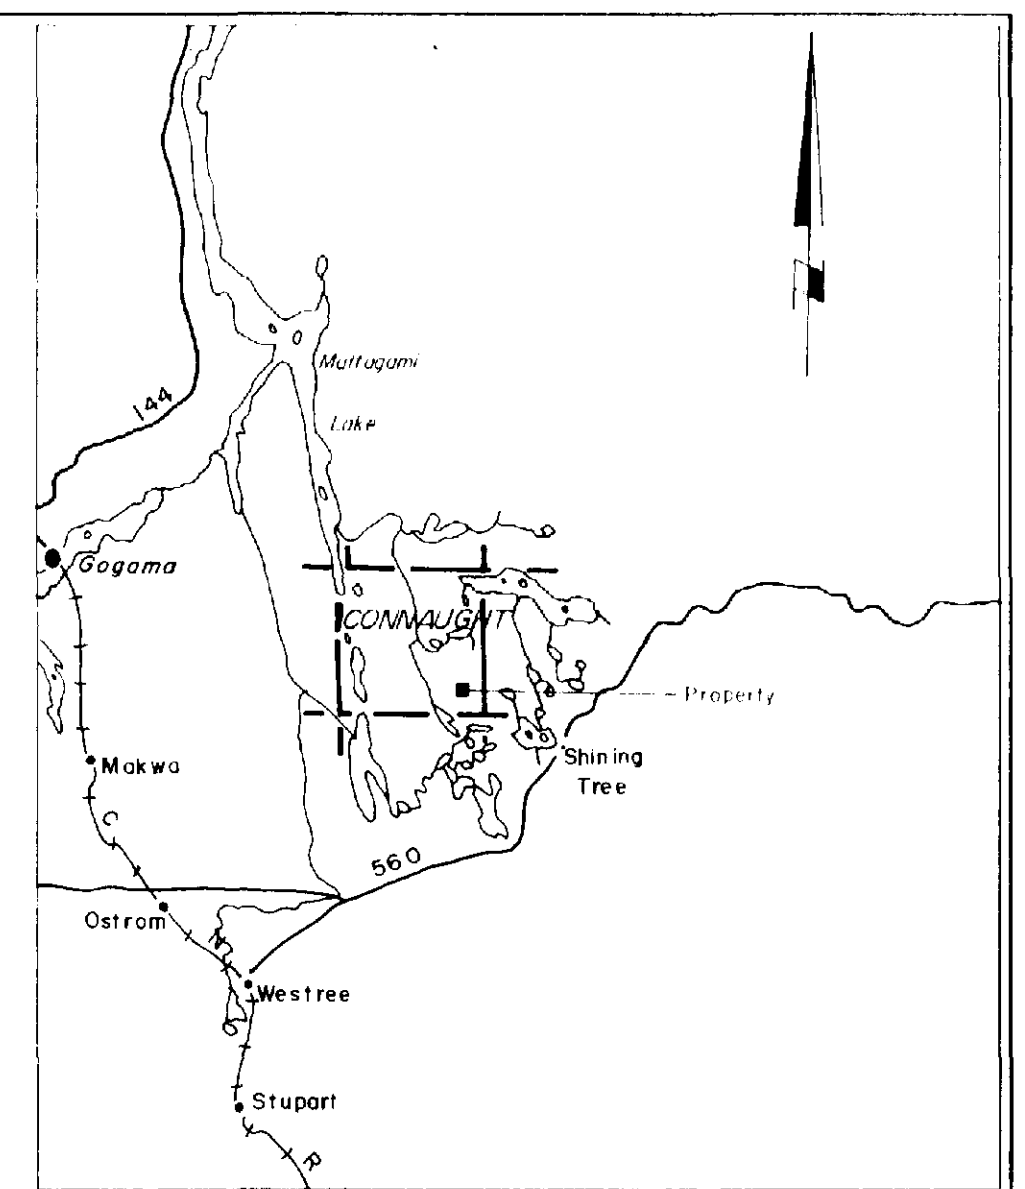 Mattagami
Lake
144
Gogama
CONNAUGHT
Property
Shining
Tree
Makwa
C
560
Ostrom
N
Westree
Stupart
R